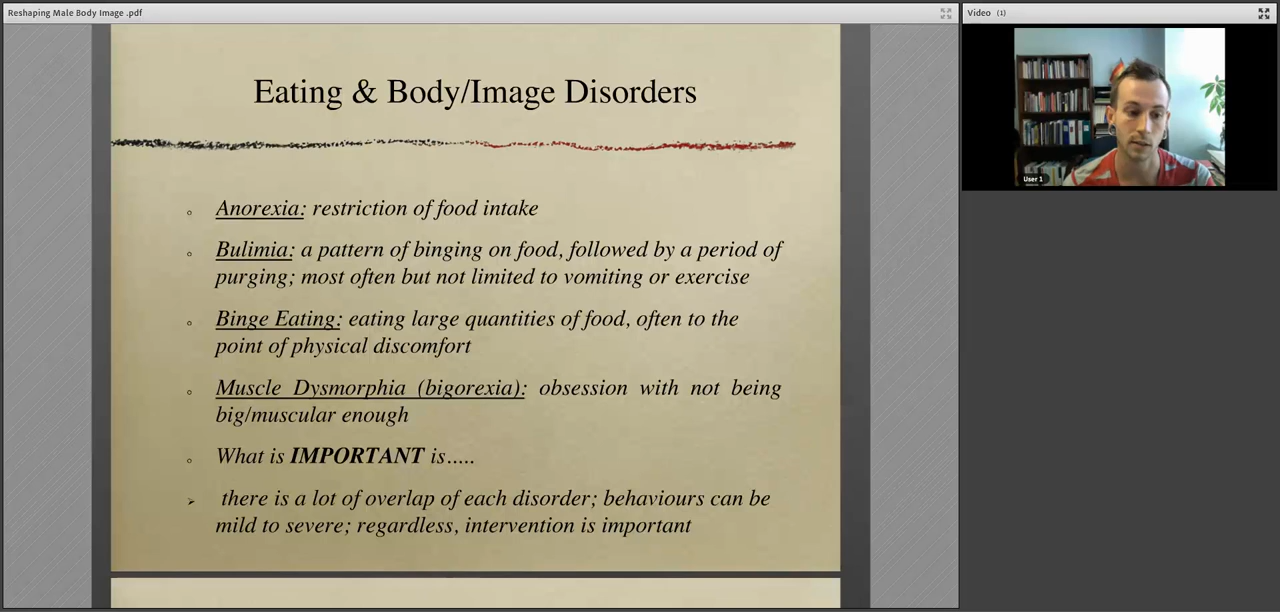 Reshaping Male Body Image .pdf
Video (1)
Eating & Body/Image Disorders
Anorexia: restriction of food intake
Bulimia: a pattern of binging on food, followed by a period of
purging; most often but not limited to vomiting or exercise
Binge Eating: eating large quantities of food, often to the
point of physical discomfort
Muscle Dysmorphia (bigorexia): obsession with not being
big/muscular enough
What is IMPORTANT is.....
there is a lot of overlap of each disorder; behaviours can be
mild to severe; regardless, intervention is important
User 1